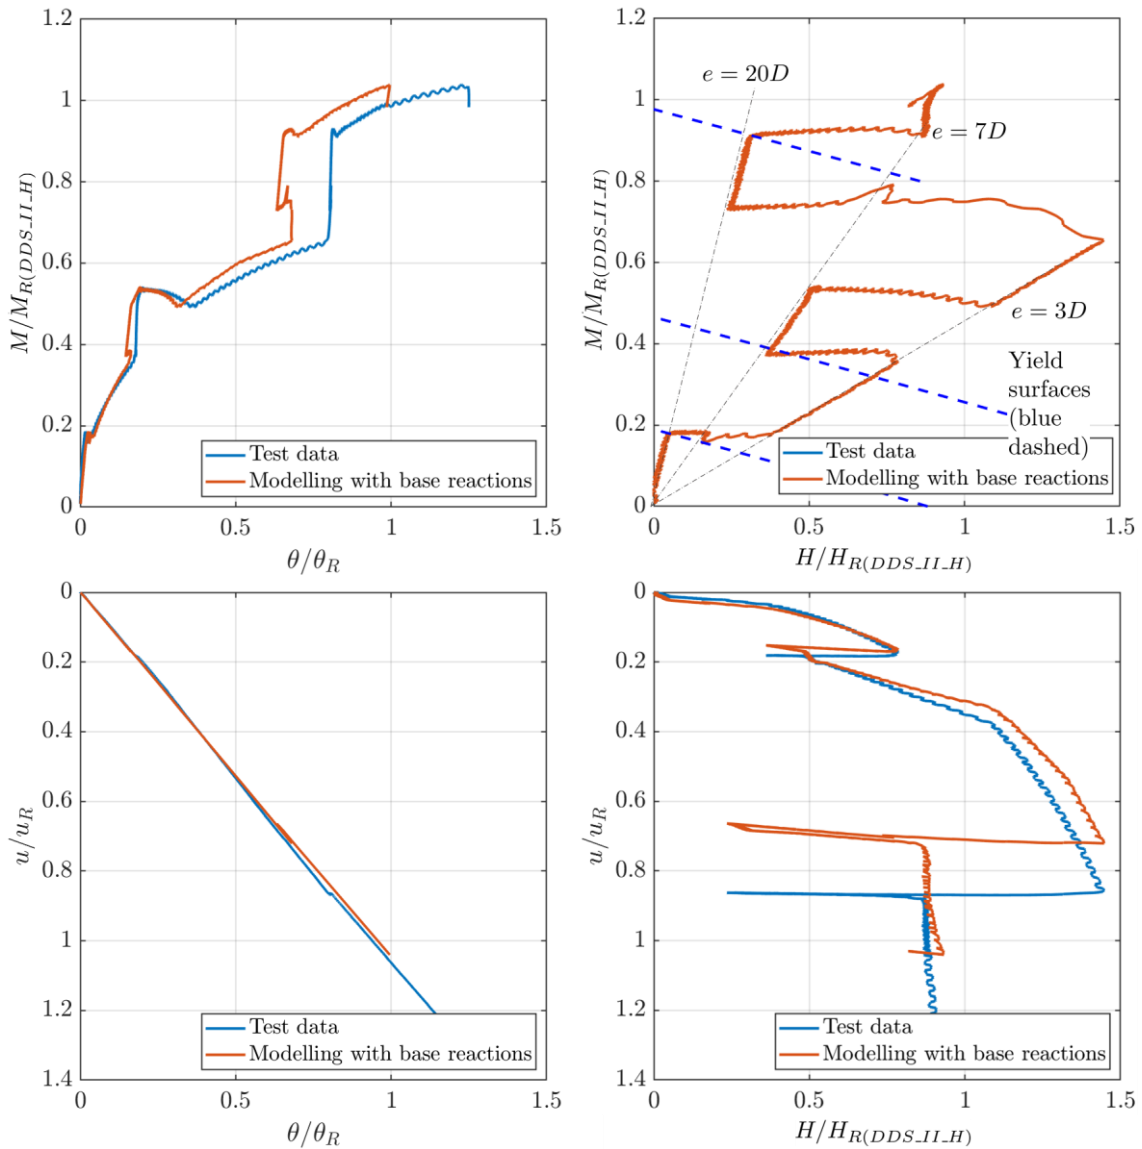 1.2
1
0.8
0.6
0.4
0.2
0
M/M_{R(DDS_II_H)}
Test data
Modelling with base reactions
0
0.5
1
1.5
θ/θ_R
1.2
1
0.8
0.6
0.4
0.2
0
M/M_{R(DDS_II_H)}
e = 20D
e = 7D
e = 3D
Yield
surfaces
(blue
dashed)
Test data
Modelling with base reactions
0
0.5
1
1.5
H/H_{R(DDS_II_H)}
0
0.2
0.4
0.6
0.8
1
1.2
1.4
u/u_R
Test data
Modelling with base reactions
0
0.5
1
1.5
θ/θ_R
0
0.2
0.4
0.6
0.8
1
1.2
1.4
u/u_R
Test data
Modelling with base reactions
0
0.5
1
1.5
H/H_{R(DDS_II_H)}